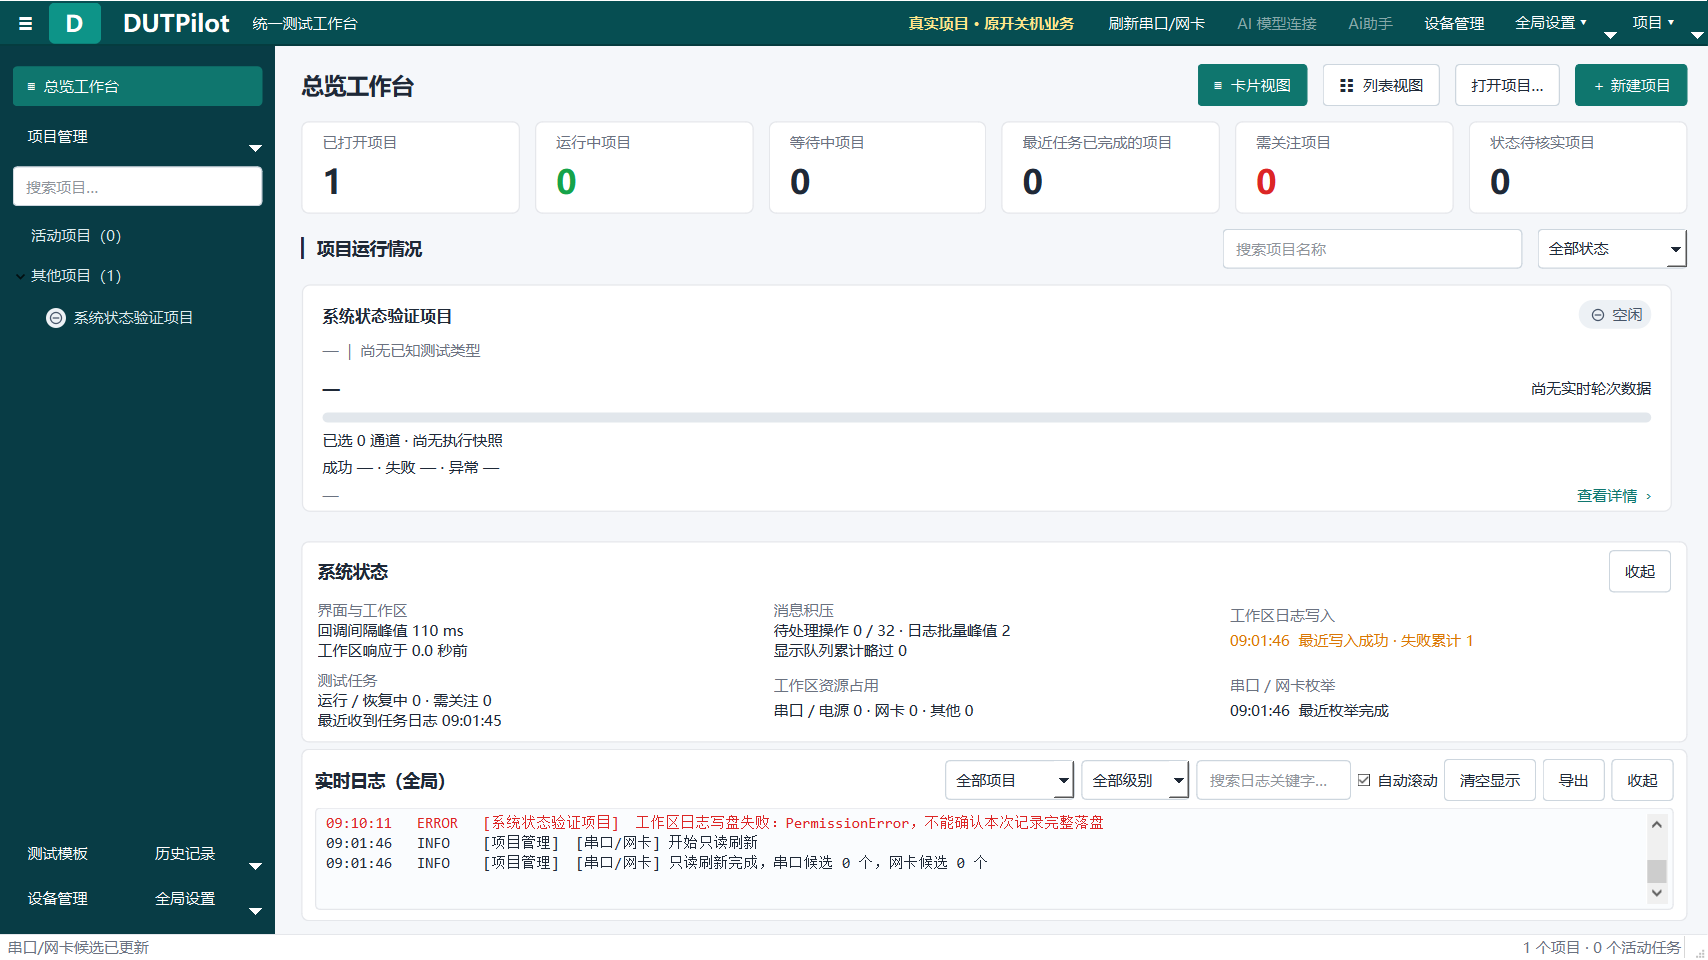 ≡ D DUTPilot 统一测试工作台 真实项目 • 原开关机业务 刷新串口/网卡 AI 模型连接 Ai助手 设备管理 全局设置 ▾ 项目 ▾
≡ 总览工作台
项目管理
搜索项目...
活动项目 (0)
其他项目 (1)
系统状态验证项目
测试模板 历史记录
设备管理 全局设置
总览工作台
≡ 卡片视图 列表视图 打开项目... + 新建项目
已打开项目 运行中项目 等待中项目 最近任务已完成的项目 需关注项目 状态待核实项目
1 0 0 0 0 0
项目运行情况 搜索项目名称 全部状态
系统状态验证项目 空闲
— | 尚无已知测试类型
— 尚无实时轮次数据
已选 0 通道 · 尚无执行快照
成功 — · 失败 — · 异常 —
—
查看详情 ›
系统状态 收起
界面与工作区
回调间隔峰值 110 ms
工作区响应于 0.0 秒前
测试任务
运行 / 恢复中 0 · 需关注 0
最近收到任务日志 09:01:45
消息积压
待处理操作 0 / 32 · 日志批量峰值 2
显示队列累计略过 0
工作区资源占用
串口 / 电源 0 · 网卡 0 · 其他 0
工作区日志写入
09:01:46 最近写入成功 · 失败累计 1
串口 / 网卡枚举
09:01:46 最近枚举完成
实时日志（全局） 全部项目 全部级别 搜索日志关键字... 自动滚动 清空显示 导出 收起
09:10:11 ERROR [系统状态验证项目] 工作区日志写盘失败：PermissionError，不能确认本次记录完整落盘
09:01:46 INFO [项目管理] [串口/网卡] 开始只读刷新
09:01:46 INFO [项目管理] [串口/网卡] 只读刷新完成，串口候选 0 个，网卡候选 0 个
串口/网卡候选已更新 1 个项目 · 0 个活动任务